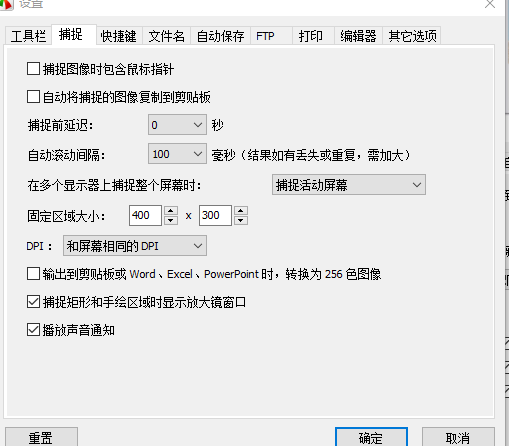 设置
工具栏 捕捉 快捷键 文件名 自动保存 FTP 打印 编辑器 其它选项
捕捉图像时包含鼠标指针
自动将捕捉的图像复制到剪贴板
捕捉前延迟： 0 秒
自动滚动间隔： 100 毫秒（结果如有丢失或重复，需加大）
在多个显示器上捕捉整个屏幕时： 捕捉活动屏幕
固定区域大小： 400 x 300
DPI： 和屏幕相同的 DPI
输出到剪贴板或 Word、Excel、PowerPoint 时，转换为 256 色图像
捕捉矩形和手绘区域时显示放大镜窗口
播放声音通知
重置 确定 取消